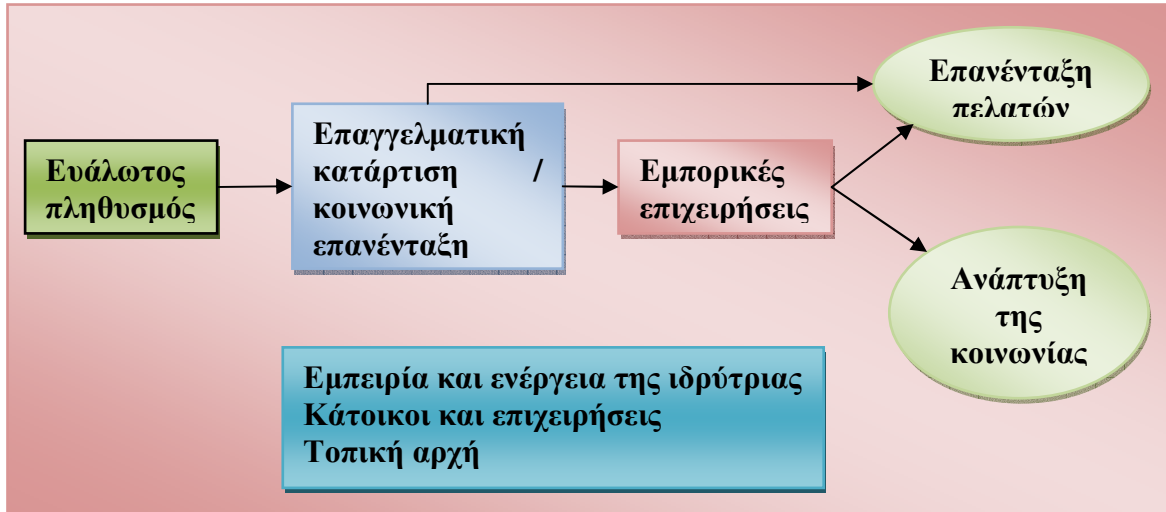 Ευάλωτος
πληθυσμός
Επαγγελματική
κατάρτιση /
κοινωνική
επανένταξη
Εμπορικές
επιχειρήσεις
Επανένταξη
πελατών
Ανάπτυξη
της
κοινωνίας
Εμπειρία και ενέργεια της ιδρύτριας
Κάτοικοι και επιχειρήσεις
Τοπική αρχή